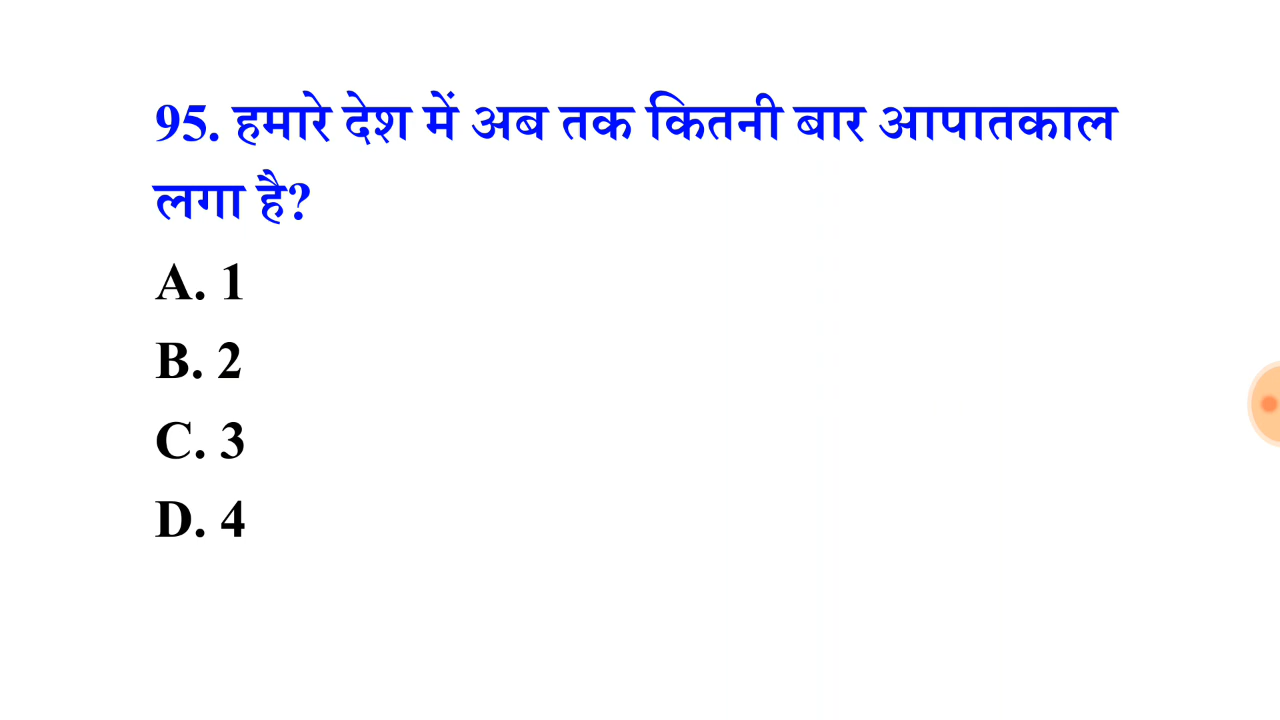 95. हमारे देश में अब तक कितनी बार आपातकाल
लगा है?
A. 1
B. 2
C. 3
D. 4